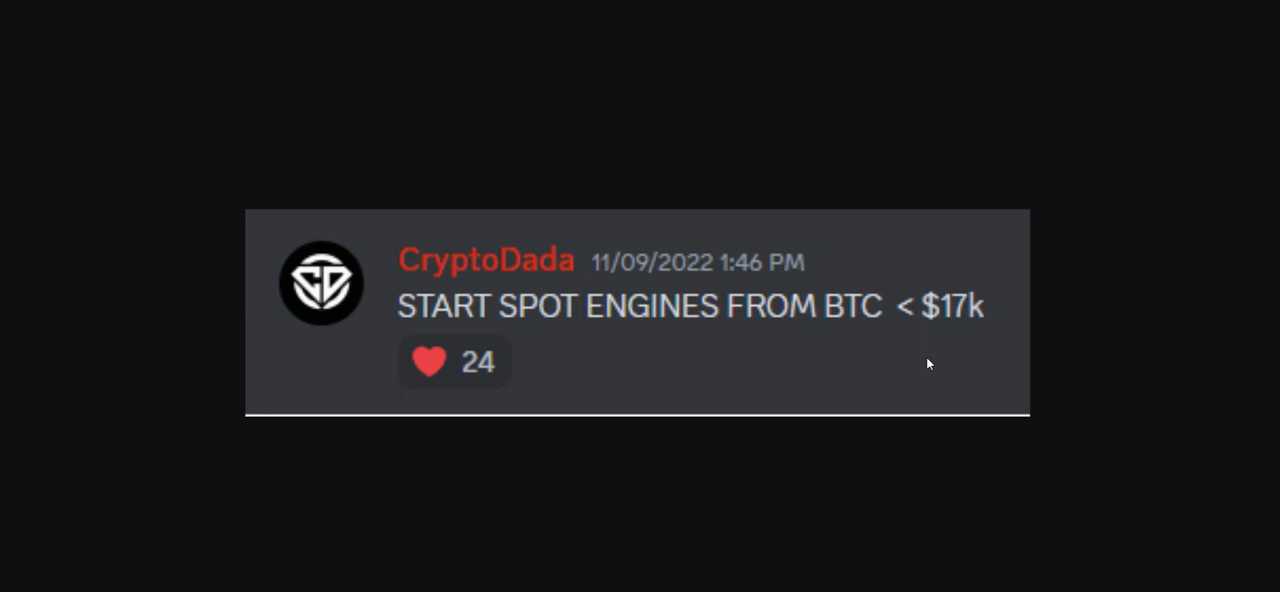 CryptoDada 11/09/2022 1:46 PM
START SPOT ENGINES FROM BTC < $17k
❤️ 24